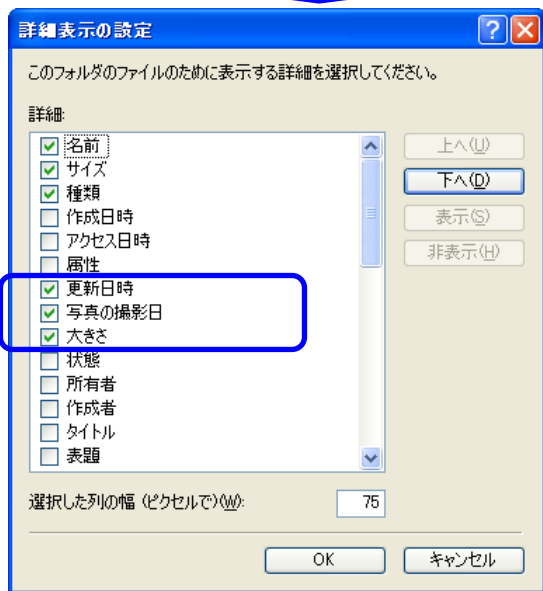 詳細表示の設定
このフォルダのファイルのために表示する詳細を選択してください。
詳細:
名前
サイズ
種類
作成日時
アクセス日時
属性
更新日時
写真の撮影日
大きさ
状態
所有者
作成者
タイトル
表題
上へ(U)
下へ(D)
表示(S)
非表示(H)
選択した列の幅 (ピクセルで)(W):
75
OK
キャンセル